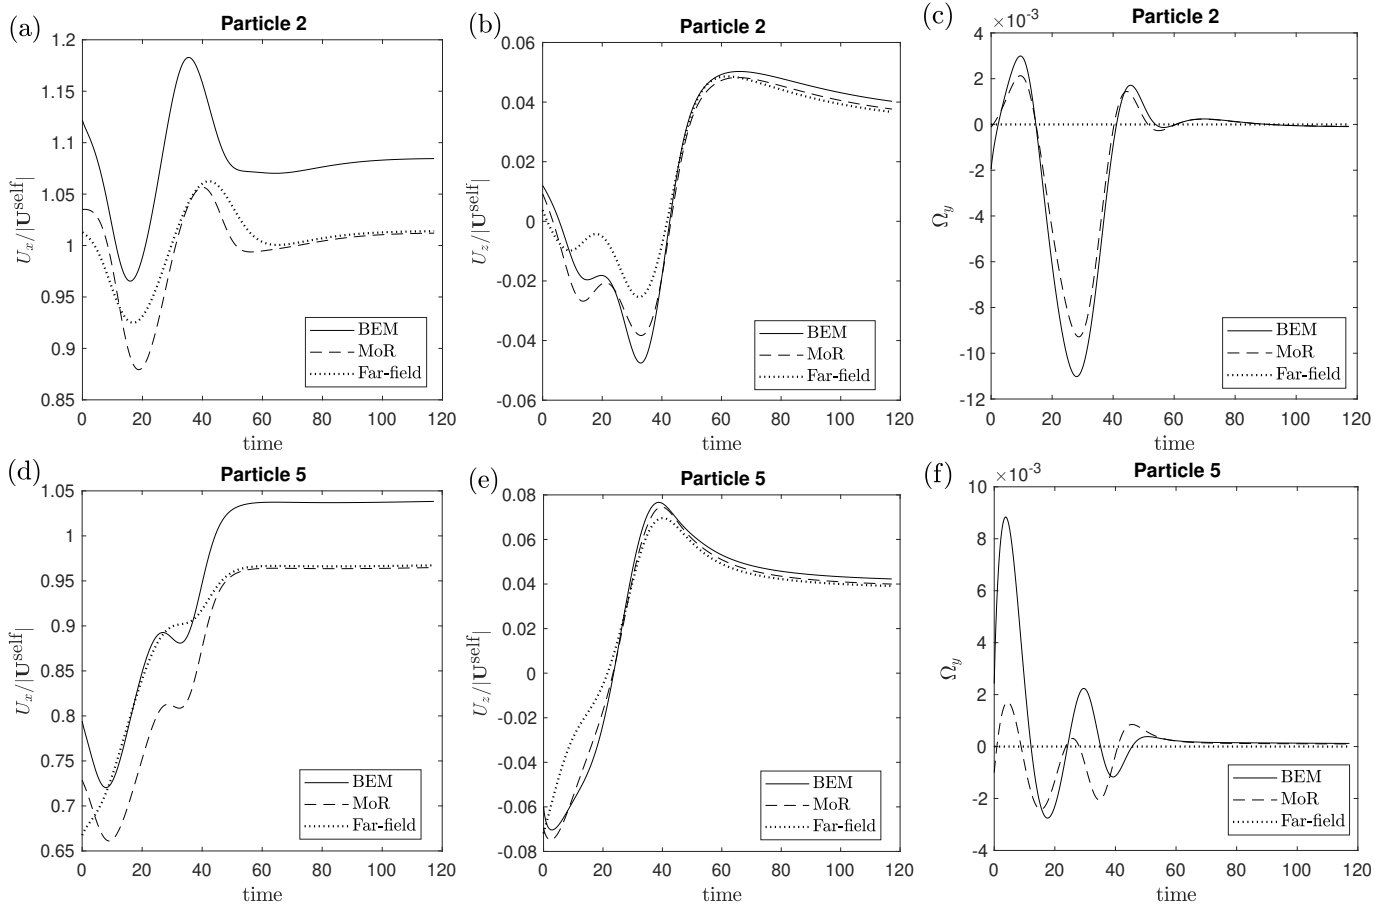 (a)
Particle 2
1.2
1.15
1.1
1.05
1
0.95
0.9
0.85
0 20 40 60 80 100 120
U_x/|U^self|
time
BEM
MoR
Far-field
(b)
Particle 2
0.06
0.04
0.02
0
-0.02
-0.04
-0.06
0 20 40 60 80 100 120
U_z/|U^self|
time
BEM
MoR
Far-field
(c)
×10^-3
Particle 2
4
2
0
-2
-4
-6
-8
-10
-12
0 20 40 60 80 100 120
Ω_y
time
BEM
MoR
Far-field
(d)
Particle 5
1.05
1
0.95
0.9
0.85
0.8
0.75
0.7
0.65
0 20 40 60 80 100 120
U_x/|U^self|
time
BEM
MoR
Far-field
(e)
Particle 5
0.08
0.06
0.04
0.02
0
-0.02
-0.04
-0.06
-0.08
0 20 40 60 80 100 120
U_z/|U^self|
time
BEM
MoR
Far-field
(f)
×10^-3
Particle 5
10
8
6
4
2
0
-2
-4
0 20 40 60 80 100 120
Ω_y
time
BEM
MoR
Far-field